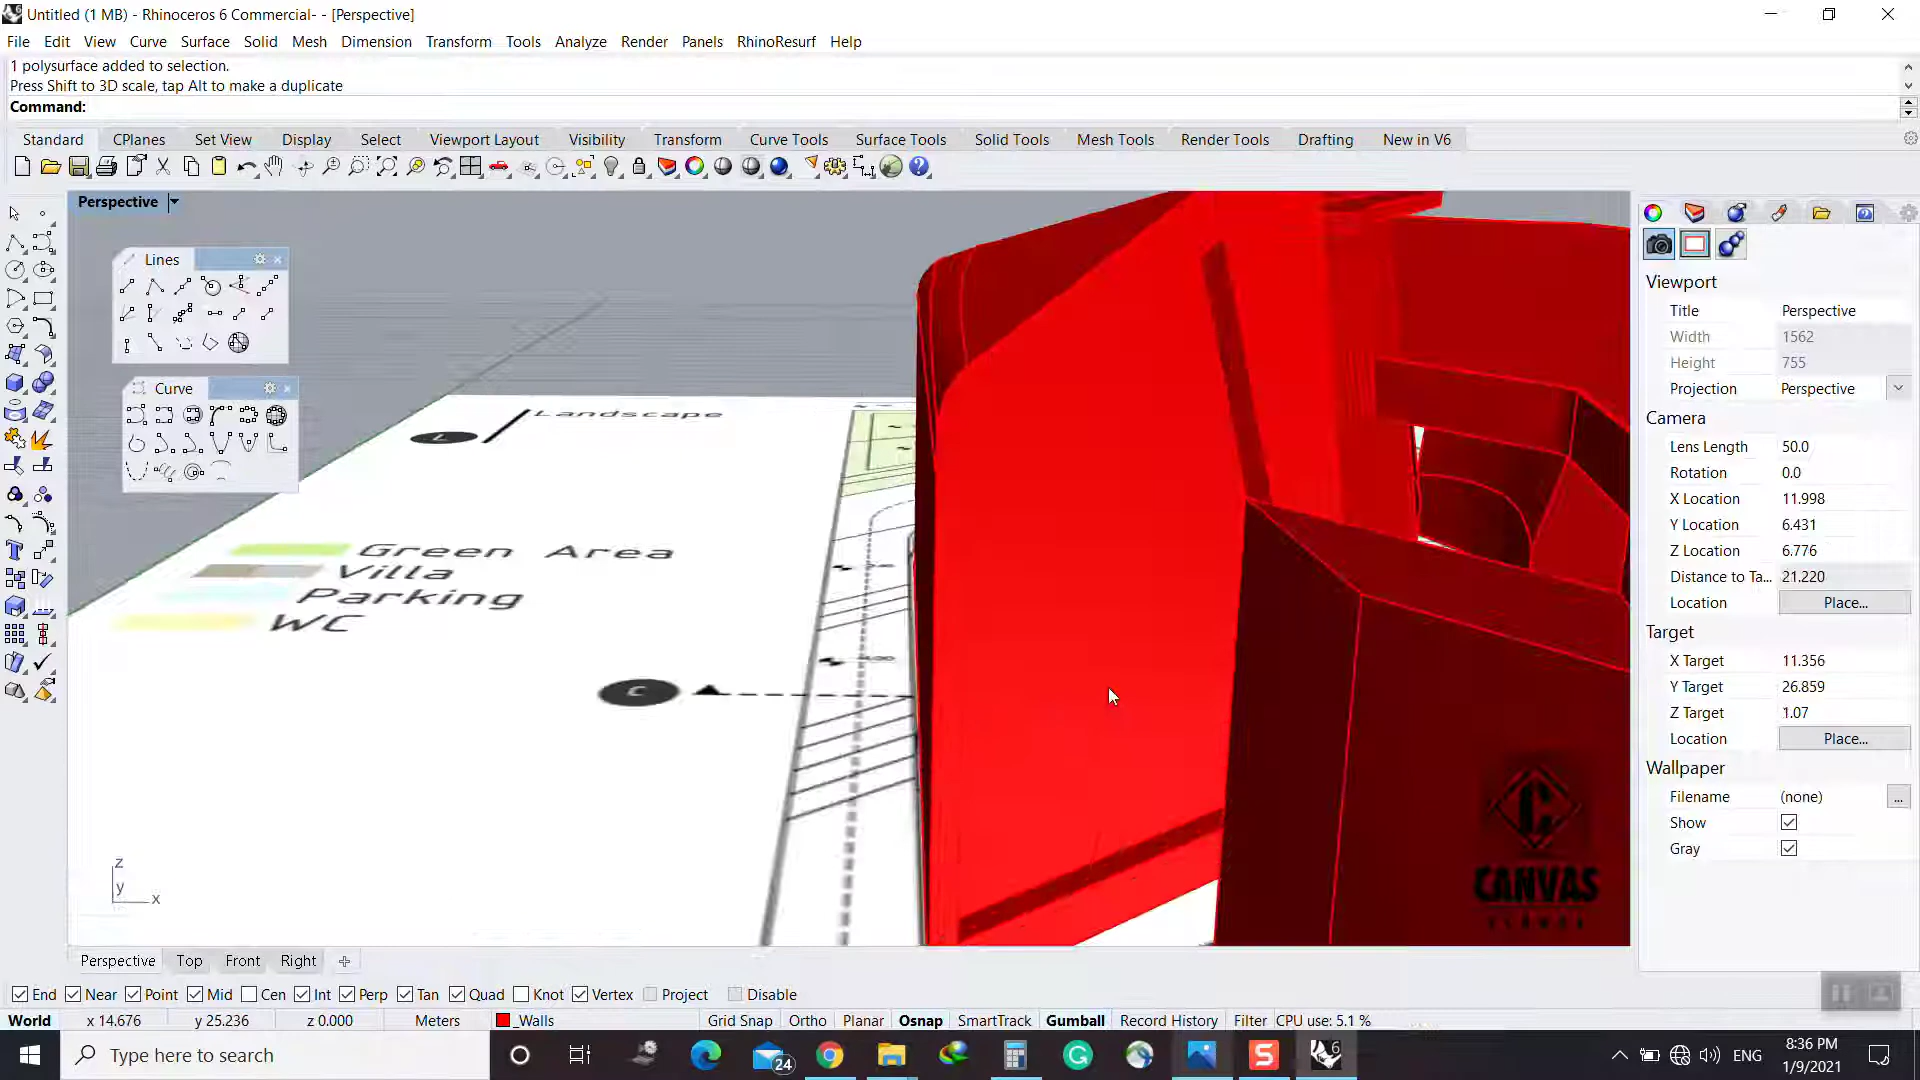 Untitled (1 MB) - Rhinoceros 6 Commercial- - [Perspective]
File Edit View Curve Surface Solid Mesh Dimension Transform Tools Analyze Render Panels RhinoResurf Help
1 polysurface added to selection.
Press Shift to 3D scale, tap Alt to make a duplicate
Command:
Standard CPlanes Set View Display Select Viewport Layout Visibility Transform Curve Tools Surface Tools Solid Tools Mesh Tools Render Tools Drafting New in V6
Perspective
Lines
Curve
L Landscape
Green Area
Villa
Parking
WC
C
z
y
x
CANVAS
Viewport
Title Perspective
Width 1562
Height 755
Projection Perspective
Camera
Lens Length 50.0
Rotation 0.0
X Location 11.998
Y Location 6.431
Z Location 6.776
Distance to Ta... 21.220
Location Place...
Target
X Target 11.356
Y Target 26.859
Z Target 1.07
Location Place...
Wallpaper
Filename (none) ...
Show
Gray
Perspective Top Front Right
End Near Point Mid Cen Int Perp Tan Quad Knot Vertex Project Disable
World x 14.676 y 25.236 z 0.000 Meters _Walls Grid Snap Ortho Planar Osnap SmartTrack Gumball Record History Filter CPU use: 5.1 %
Type here to search
24
ENG
8:36 PM
1/9/2021